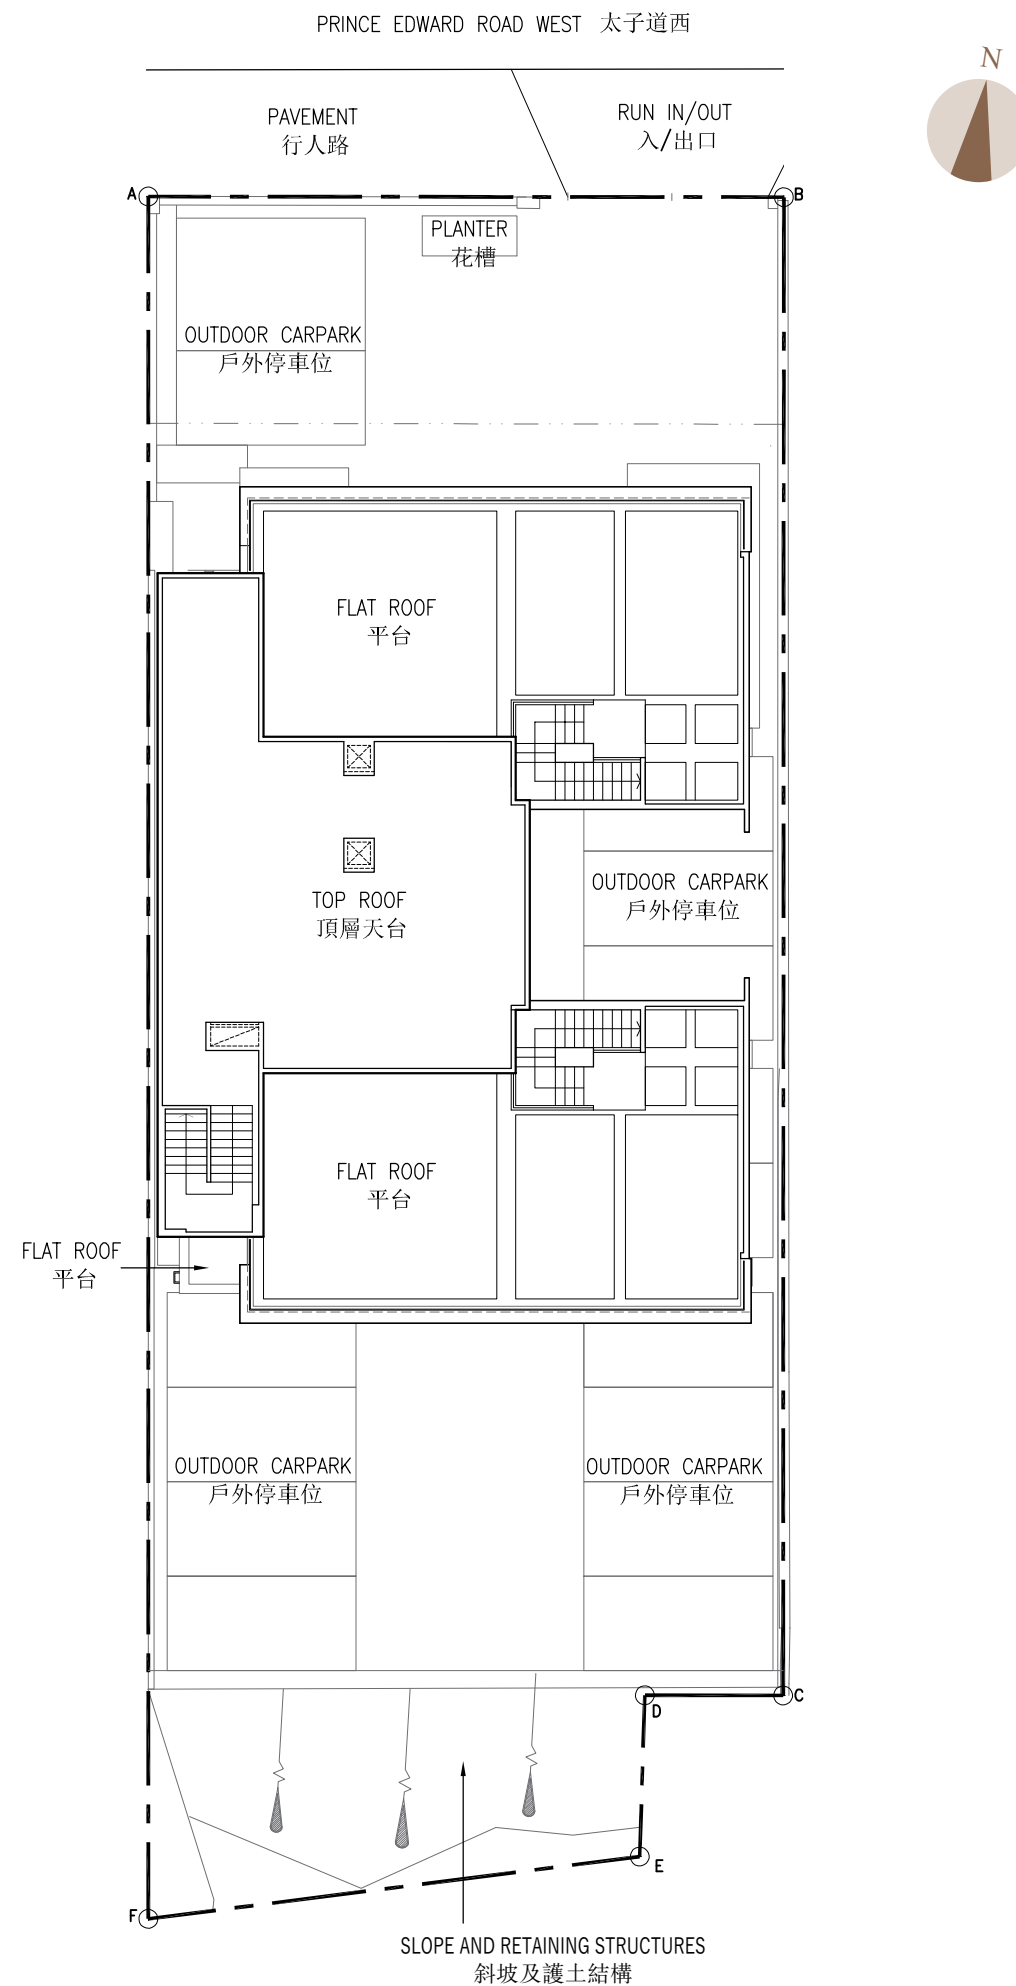 PRINCE EDWARD ROAD WEST 太子道西
N
PAVEMENT
行人路
RUN IN/OUT
入/出口
A
B
PLANTER
花槽
OUTDOOR CARPARK
戶外停車位
FLAT ROOF
平台
OUTDOOR CARPARK
戶外停車位
TOP ROOF
頂層天台
FLAT ROOF
平台
FLAT ROOF
平台
OUTDOOR CARPARK
戶外停車位
OUTDOOR CARPARK
戶外停車位
C
D
E
F
SLOPE AND RETAINING STRUCTURES
斜坡及護土結構